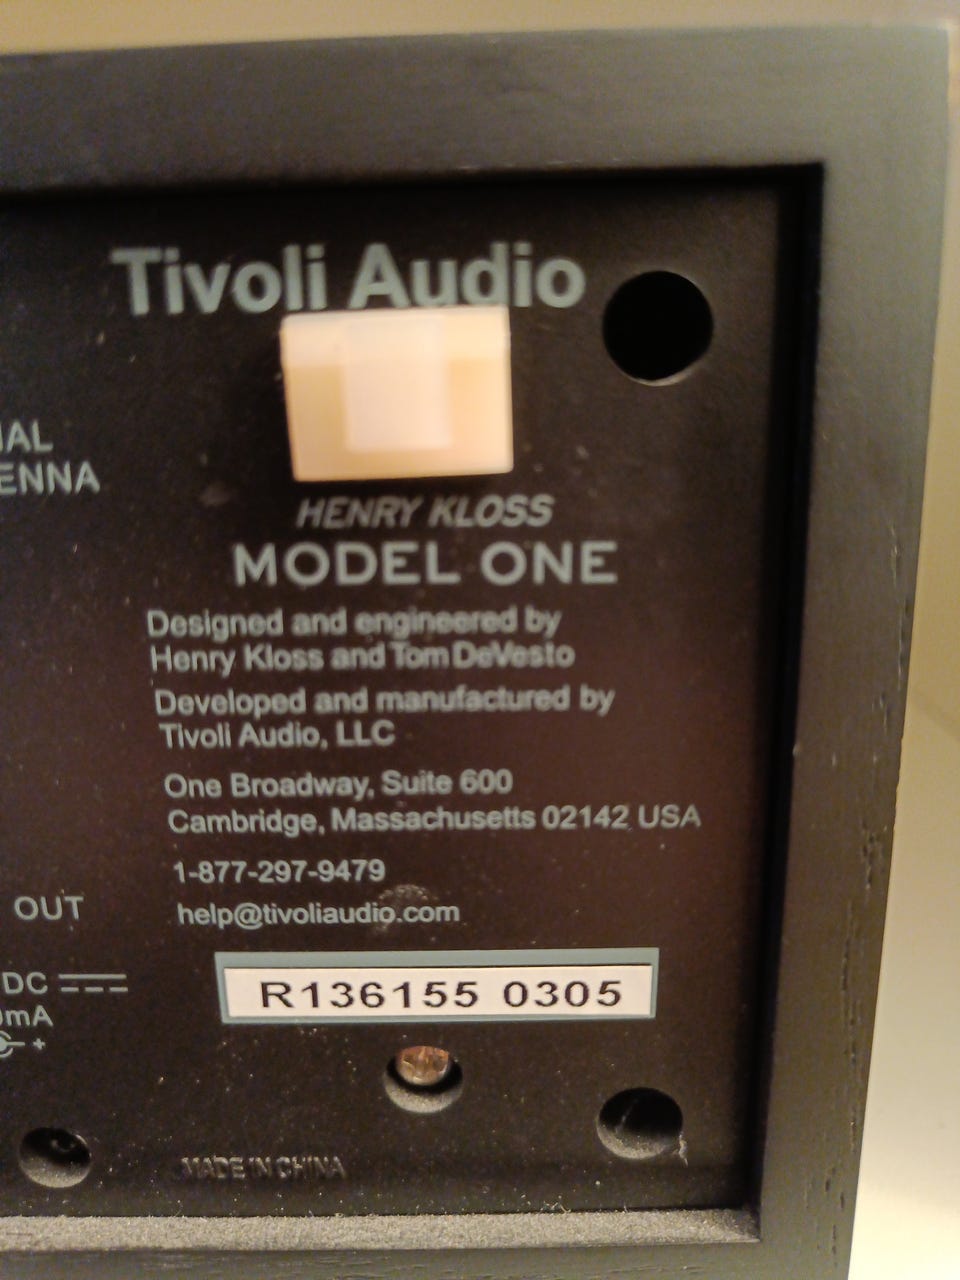 Tivoli Audio
NAL
ENNA
HENRY KLOSS
MODEL ONE
Designed and engineered by
Henry Kloss and Tom DeVesto
Developed and manufactured by
Tivoli Audio, LLC
One Broadway, Suite 600
Cambridge, Massachusetts 02142 USA
1-877-297-9479
OUT
help@tivoliaudio.com
DC
R136155 0305
0mA
+
MADE IN CHINA